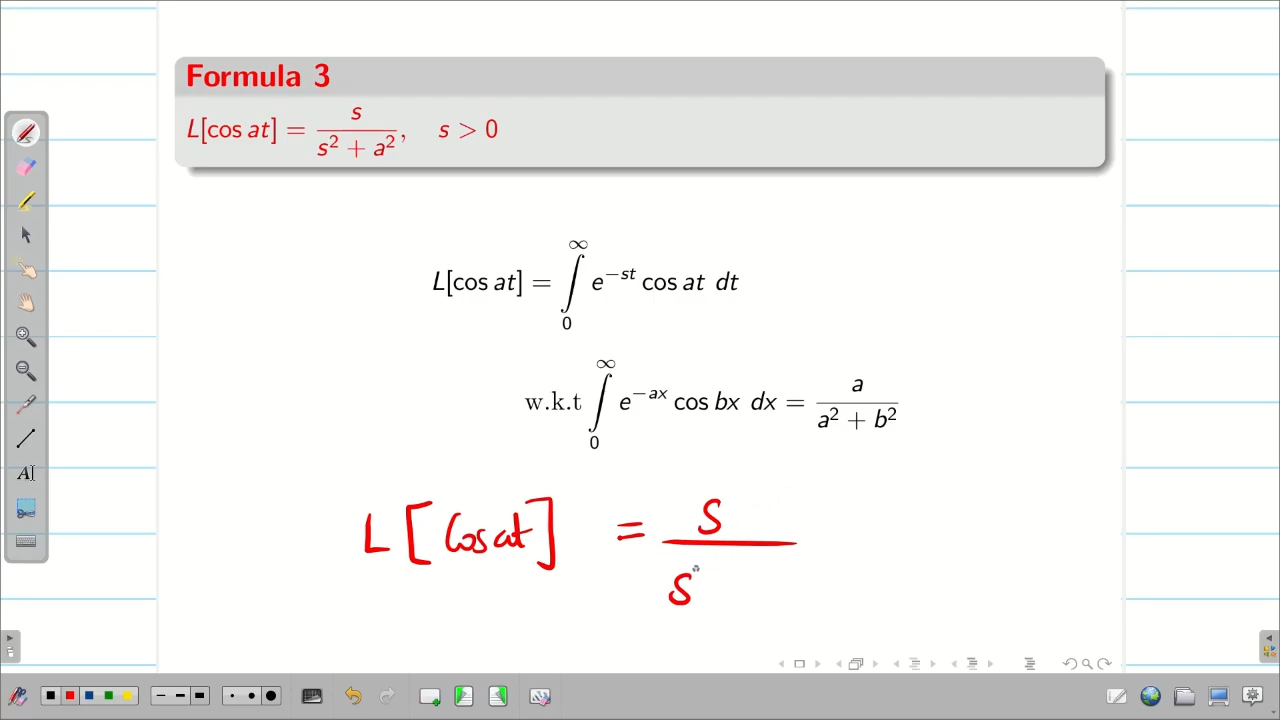 Formula 3
L[cos at] = s / (s² + a²), s > 0
L[cos at] = ∫₀^∞ e^{−st} cos at dt
w.k.t ∫₀^∞ e^{−ax} cos bx dx = a / (a² + b²)
L [Cos at] = s / s
A